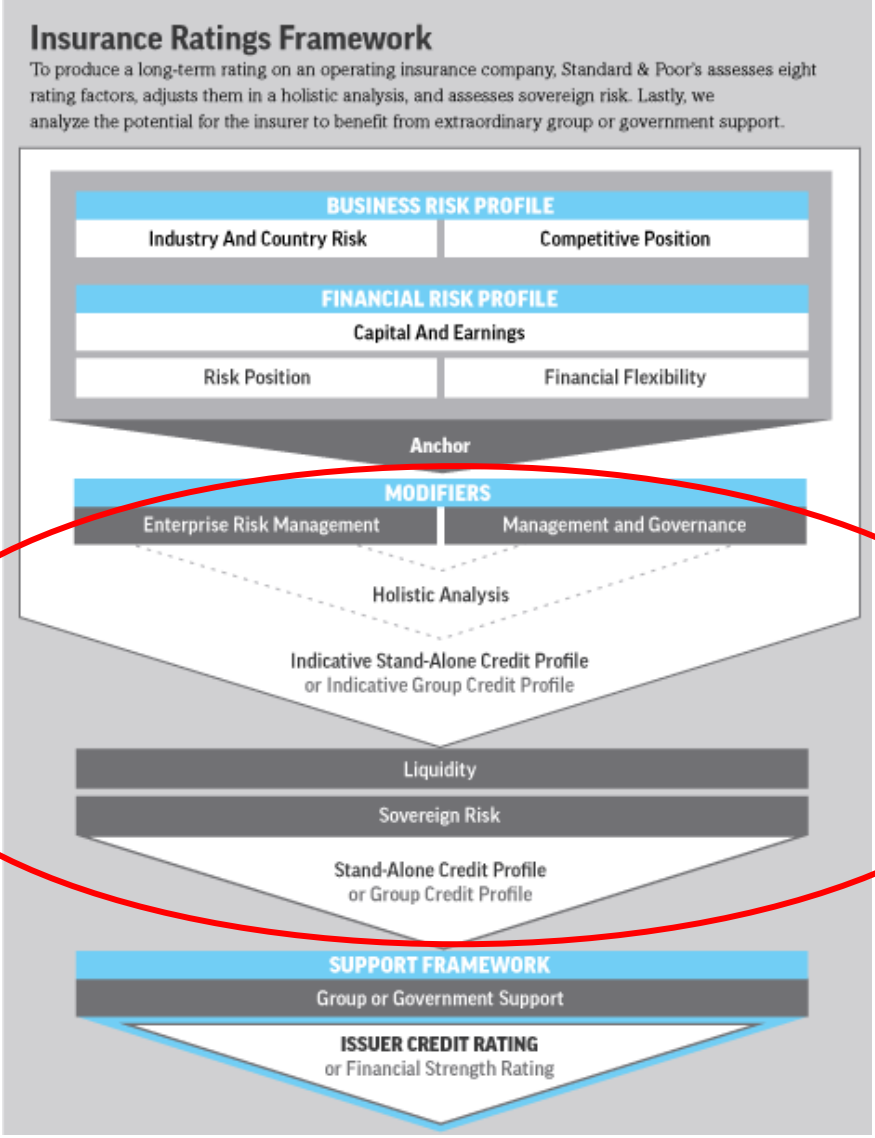 Insurance Ratings Framework
To produce a long-term rating on an operating insurance company, Standard & Poor's assesses eight
rating factors, adjusts them in a holistic analysis, and assesses sovereign risk. Lastly, we
analyze the potential for the insurer to benefit from extraordinary group or government support.
BUSINESS RISK PROFILE
Industry And Country Risk
Competitive Position
FINANCIAL RISK PROFILE
Capital And Earnings
Risk Position
Financial Flexibility
Anchor
MODIFIERS
Enterprise Risk Management
Management and Governance
Holistic Analysis
Indicative Stand-Alone Credit Profile
or Indicative Group Credit Profile
Liquidity
Sovereign Risk
Stand-Alone Credit Profile
or Group Credit Profile
SUPPORT FRAMEWORK
Group or Government Support
ISSUER CREDIT RATING
or Financial Strength Rating